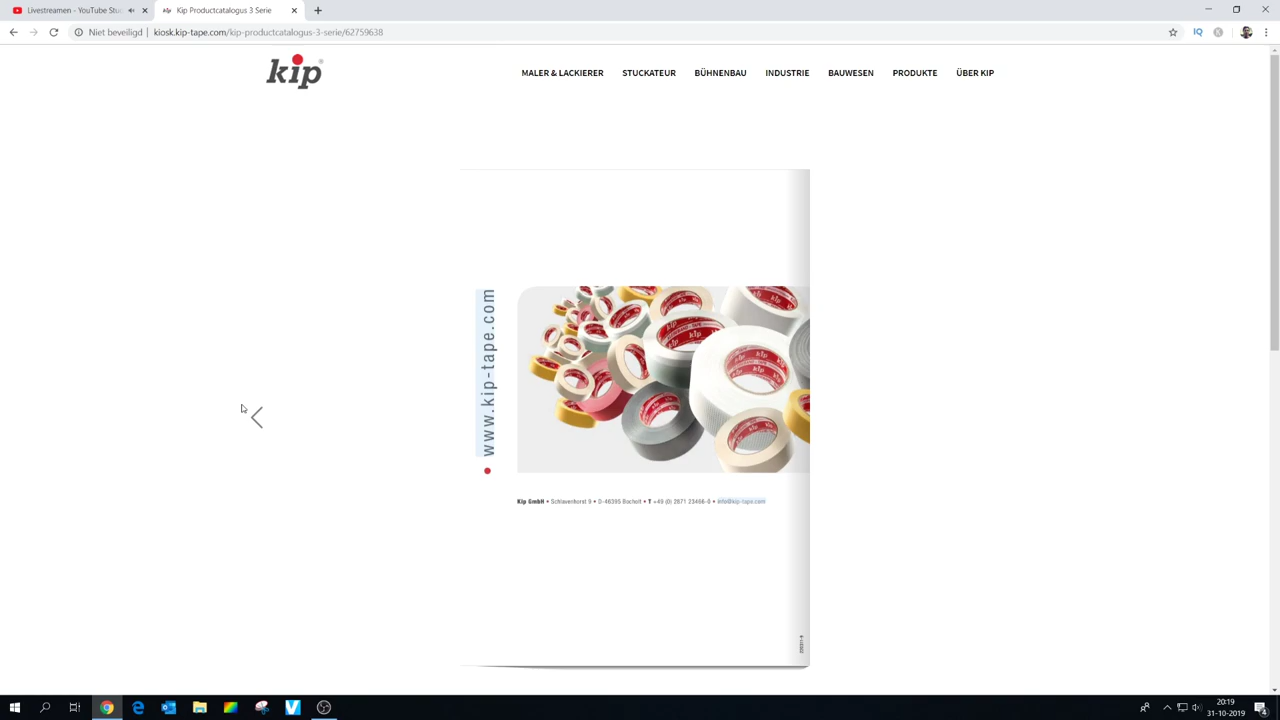 Livestreamen - YouTube Stu
Kip Productcatalogus 3 Serie
Niet beveiligd
kiosk.kip-tape.com/kip-productcatalogus-3-serie/62759638
IQ
kip
MALER & LACKIERER
STUCKATEUR
BÜHNENBAU
INDUSTRIE
BAUWESEN
PRODUKTE
ÜBER KIP
www.kip-tape.com
Kip GmbH • Schlavenhorst 9 • D-46395 Bocholt • T +49 (0) 2871 23466-0 • info@kip-tape.com
20:19
31-10-2019
4